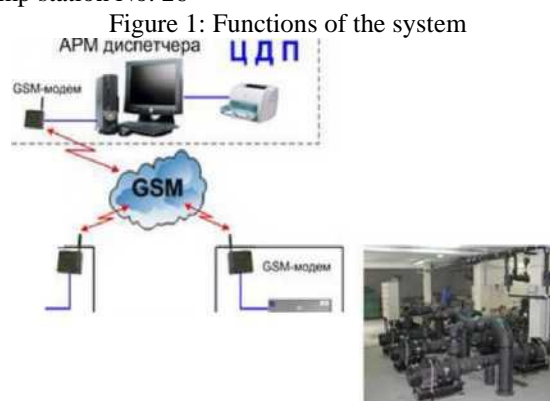 Figure 1: Functions of the system
АРМ диспетчера ЦДП
GSM-модем
GSM
GSM-модем